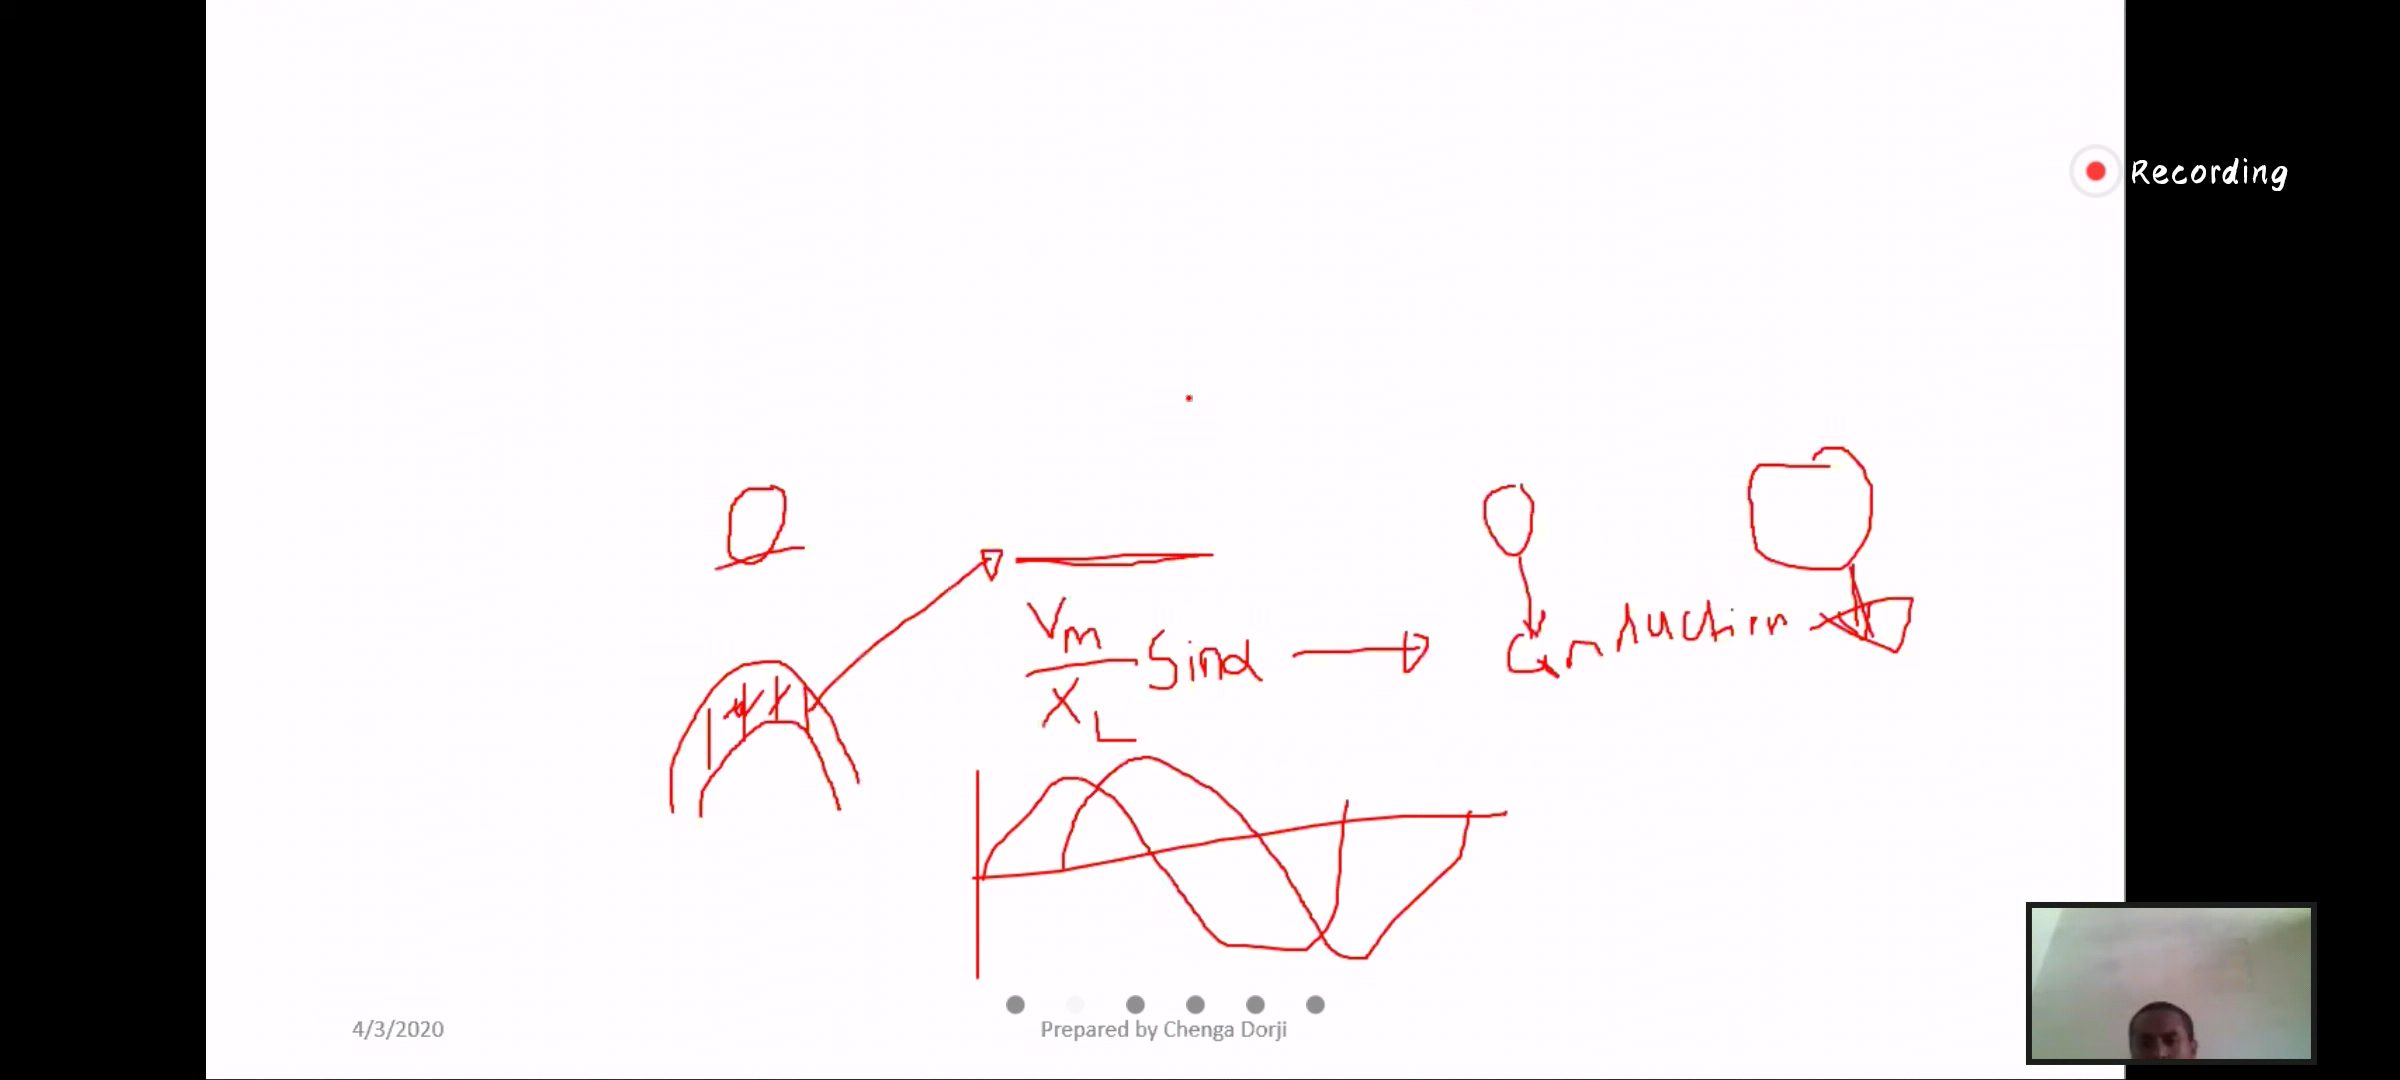 Recording
Vm
Sinα
XL
Conduction
4/3/2020
Prepared by Chenga Dorji